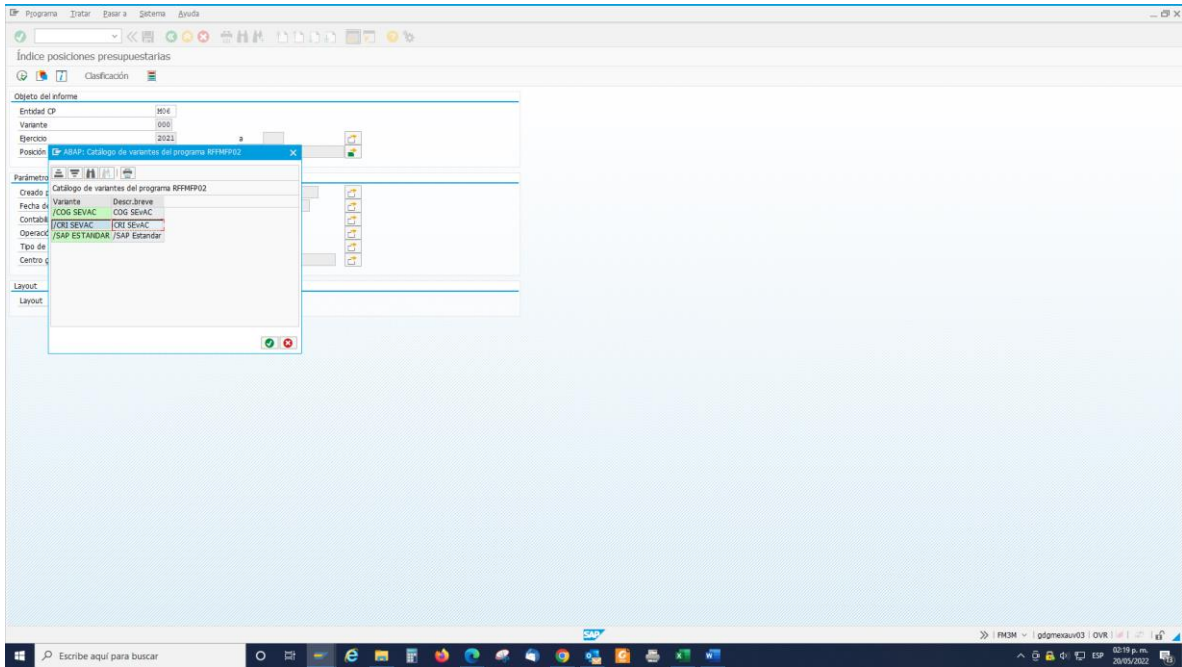 Programa Tratar Pasar a Sistema Ayuda
Índice posiciones presupuestarias
Clasificación
Objeto del informe
Entidad CP M06
Variante 000
Ejercicio 2021 a
Posición
ABAP: Catálogo de variantes del programa RFFMFP02
Parámetro
Catálogo de variantes del programa RFFMFP02
Creado p
Variante Descr.breve
Fecha de
/COG SEVAC COG SEvAC
Contabili
/CRI SEVAC CRI SEvAC
Operació
/SAP ESTANDAR /SAP Estandar
Tipo de
Centro g
Layout
Layout
SAP
FM3M gdgmexauv03 OVR
Escribe aquí para buscar
ESP
02:19 p. m.
20/05/2022